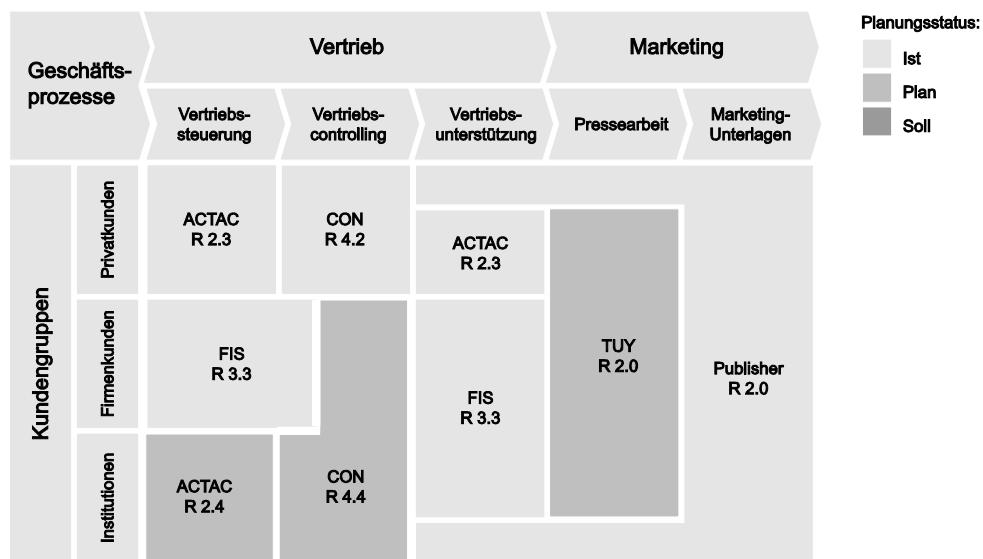 Planungsstatus:
Ist
Plan
Soll
Geschäfts-
prozesse
Vertrieb
Marketing
Vertriebs-
steuerung
Vertriebs-
controlling
Vertriebs-
unterstützung
Pressearbeit
Marketing-
Unterlagen
Kundengruppen
Privatkunden
ACTAC
R 2.3
CON
R 4.2
ACTAC
R 2.3
Firmenkunden
FIS
R 3.3
TUY
R 2.0
Publisher
R 2.0
FIS
R 3.3
Institutionen
ACTAC
R 2.4
CON
R 4.4